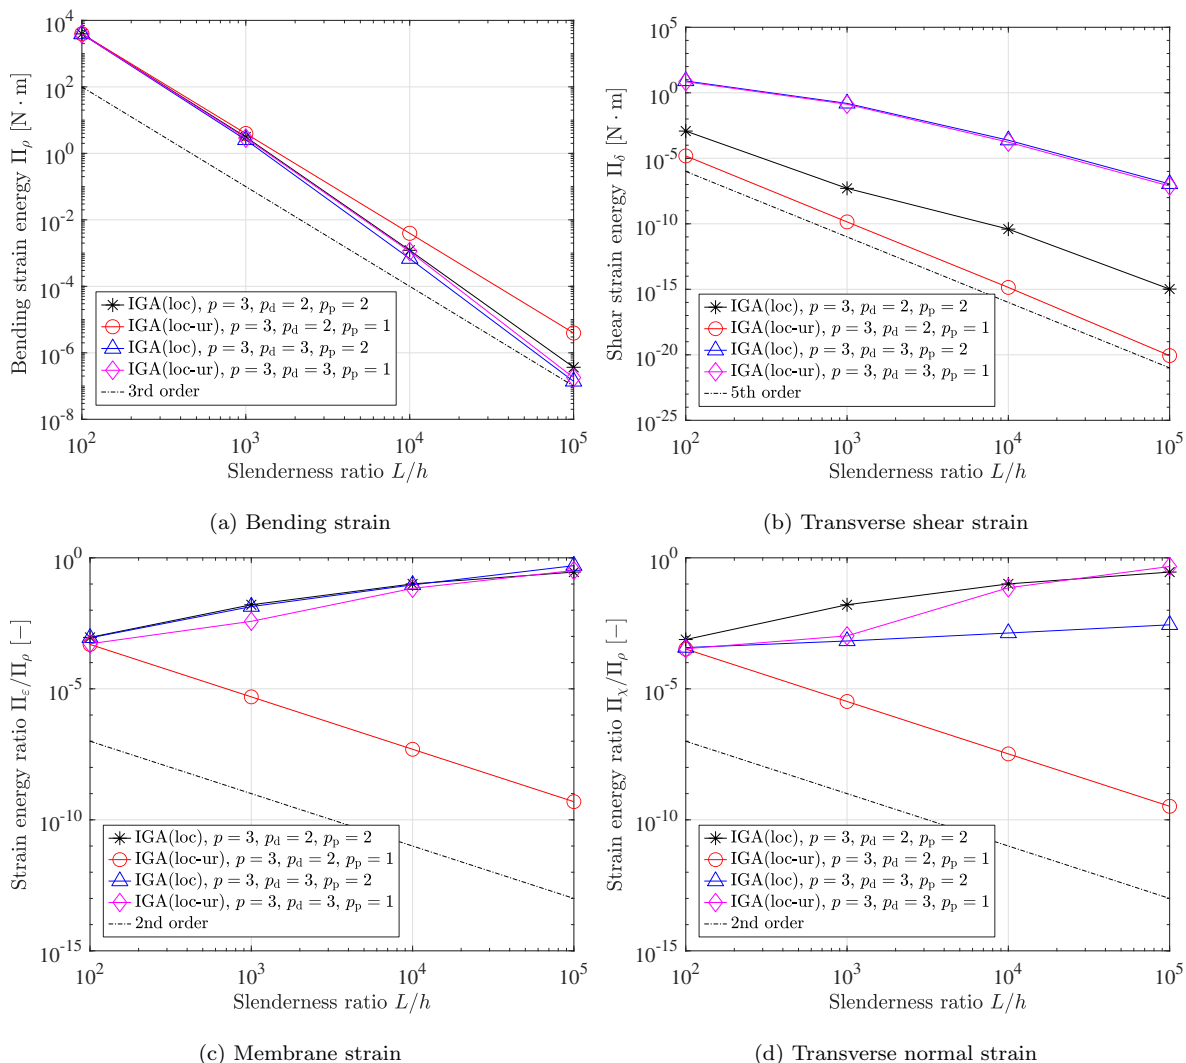 10^4
10^2
10^0
10^-2
10^-4
10^-6
10^-8
Bending strain energy Π_ρ [N · m]
IGA(loc), p = 3, p_d = 2, p_p = 2
IGA(loc-ur), p = 3, p_d = 2, p_p = 1
IGA(loc), p = 3, p_d = 3, p_p = 2
IGA(loc-ur), p = 3, p_d = 3, p_p = 1
3rd order
10^2 10^3 10^4 10^5
Slenderness ratio L/h
(a) Bending strain
10^5
10^0
10^-5
10^-10
10^-15
10^-20
10^-25
Shear strain energy Π_δ [N · m]
IGA(loc), p = 3, p_d = 2, p_p = 2
IGA(loc-ur), p = 3, p_d = 2, p_p = 1
IGA(loc), p = 3, p_d = 3, p_p = 2
IGA(loc-ur), p = 3, p_d = 3, p_p = 1
5th order
10^2 10^3 10^4 10^5
Slenderness ratio L/h
(b) Transverse shear strain
10^0
10^-5
10^-10
10^-15
Strain energy ratio Π_ε/Π_ρ [−]
IGA(loc), p = 3, p_d = 2, p_p = 2
IGA(loc-ur), p = 3, p_d = 2, p_p = 1
IGA(loc), p = 3, p_d = 3, p_p = 2
IGA(loc-ur), p = 3, p_d = 3, p_p = 1
2nd order
10^2 10^3 10^4 10^5
Slenderness ratio L/h
(c) Membrane strain
10^0
10^-5
10^-10
10^-15
Strain energy ratio Π_χ/Π_ρ [−]
IGA(loc), p = 3, p_d = 2, p_p = 2
IGA(loc-ur), p = 3, p_d = 2, p_p = 1
IGA(loc), p = 3, p_d = 3, p_p = 2
IGA(loc-ur), p = 3, p_d = 3, p_p = 1
2nd order
10^2 10^3 10^4 10^5
Slenderness ratio L/h
(d) Transverse normal strain